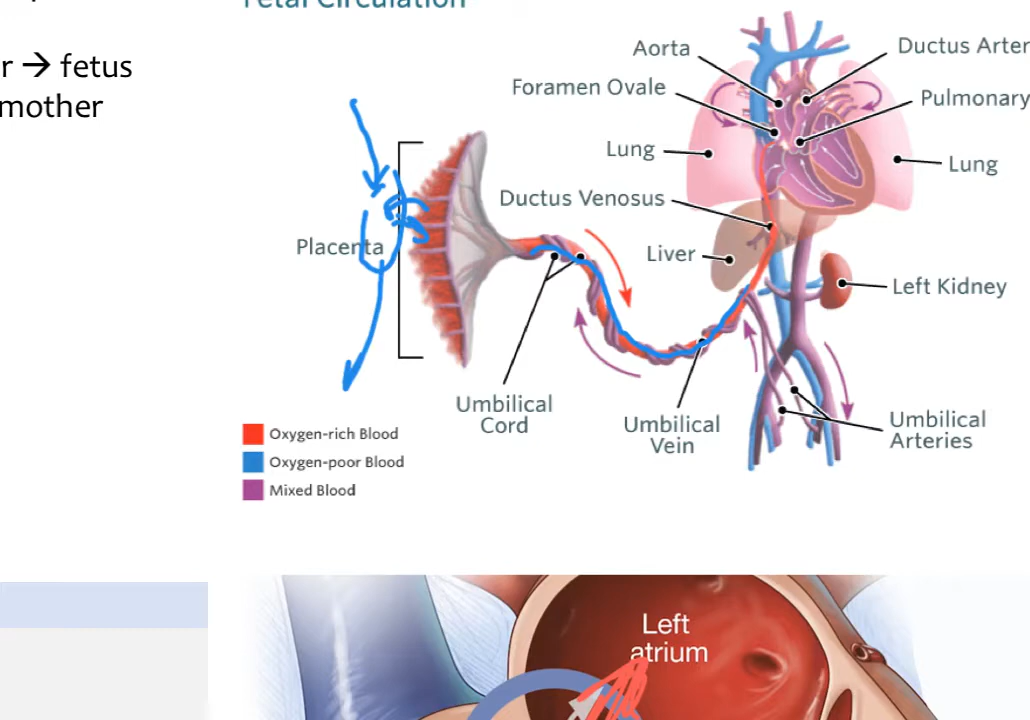 Fetal Circulation
r → fetus
mother
Aorta
Ductus Arter
Foramen Ovale
Pulmonary
Lung
Lung
Ductus Venosus
Placenta
Liver
Left Kidney
Umbilical
Cord
Umbilical
Vein
Umbilical
Arteries
Oxygen-rich Blood
Oxygen-poor Blood
Mixed Blood
Left
atrium